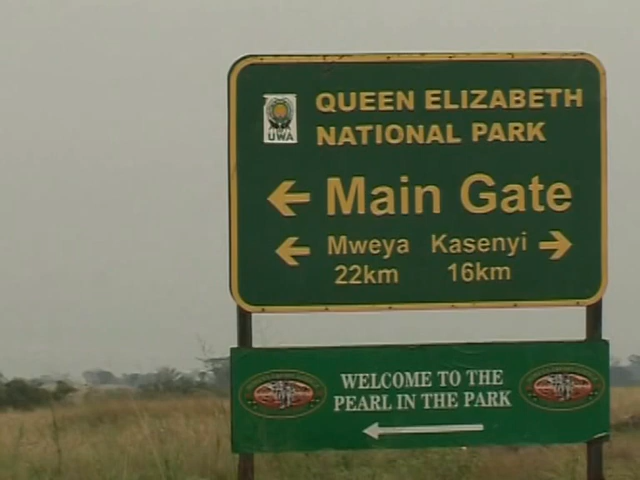 UWA
QUEEN ELIZABETH
NATIONAL PARK
Main Gate
Mweya Kasenyi
22km 16km
WELCOME TO THE
PEARL IN THE PARK